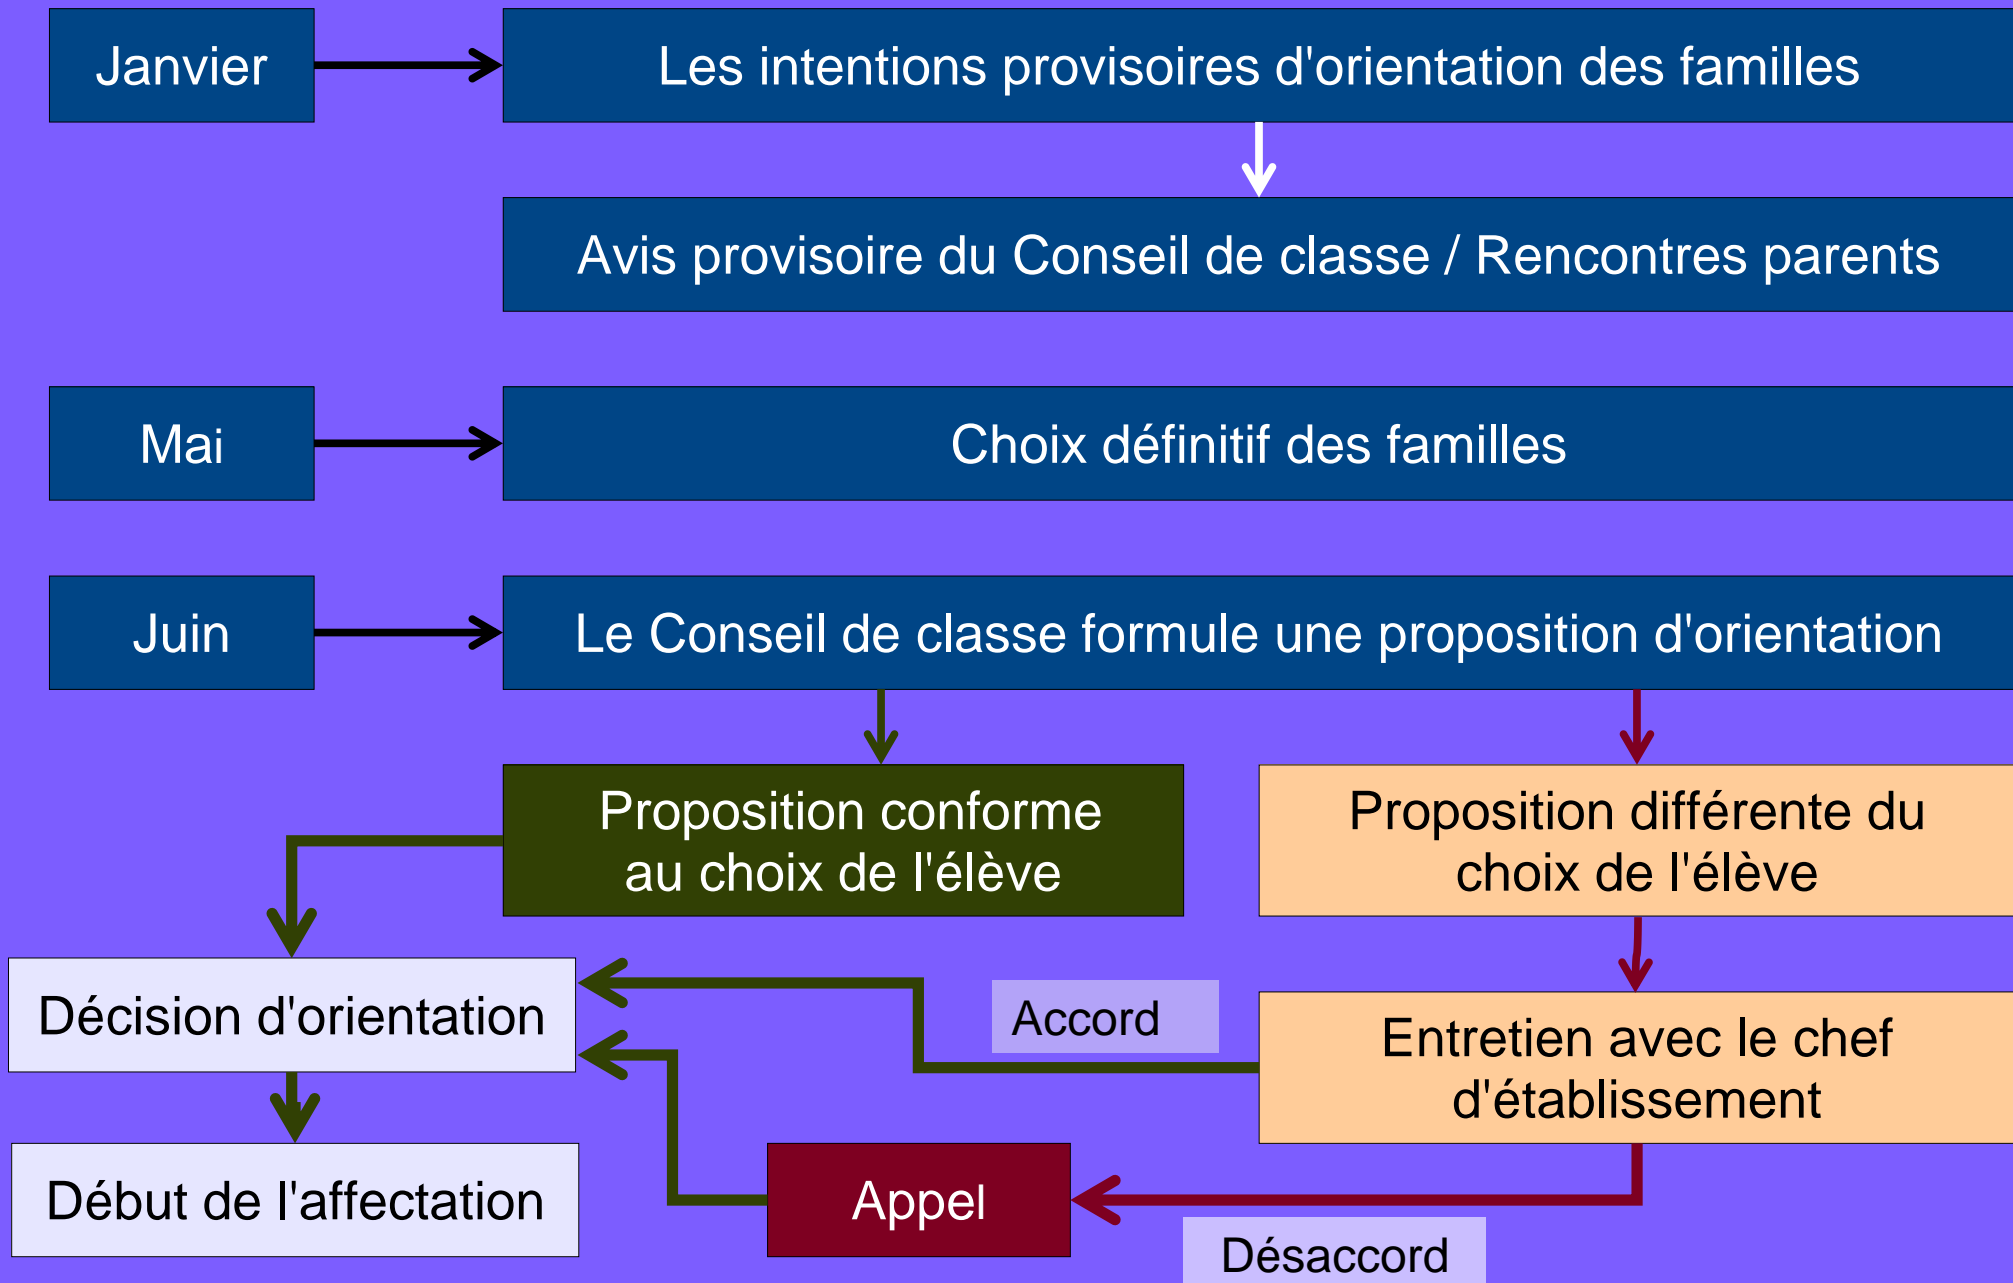 Janvier
Les intentions provisoires d'orientation des familles
Avis provisoire du Conseil de classe / Rencontres parents
Mai
Choix définitif des familles
Juin
Le Conseil de classe formule une proposition d'orientation
Proposition conforme
au choix de l'élève
Proposition différente du
choix de l'élève
Décision d'orientation
Accord
Entretien avec le chef
d'établissement
Début de l'affectation
Appel
Désaccord